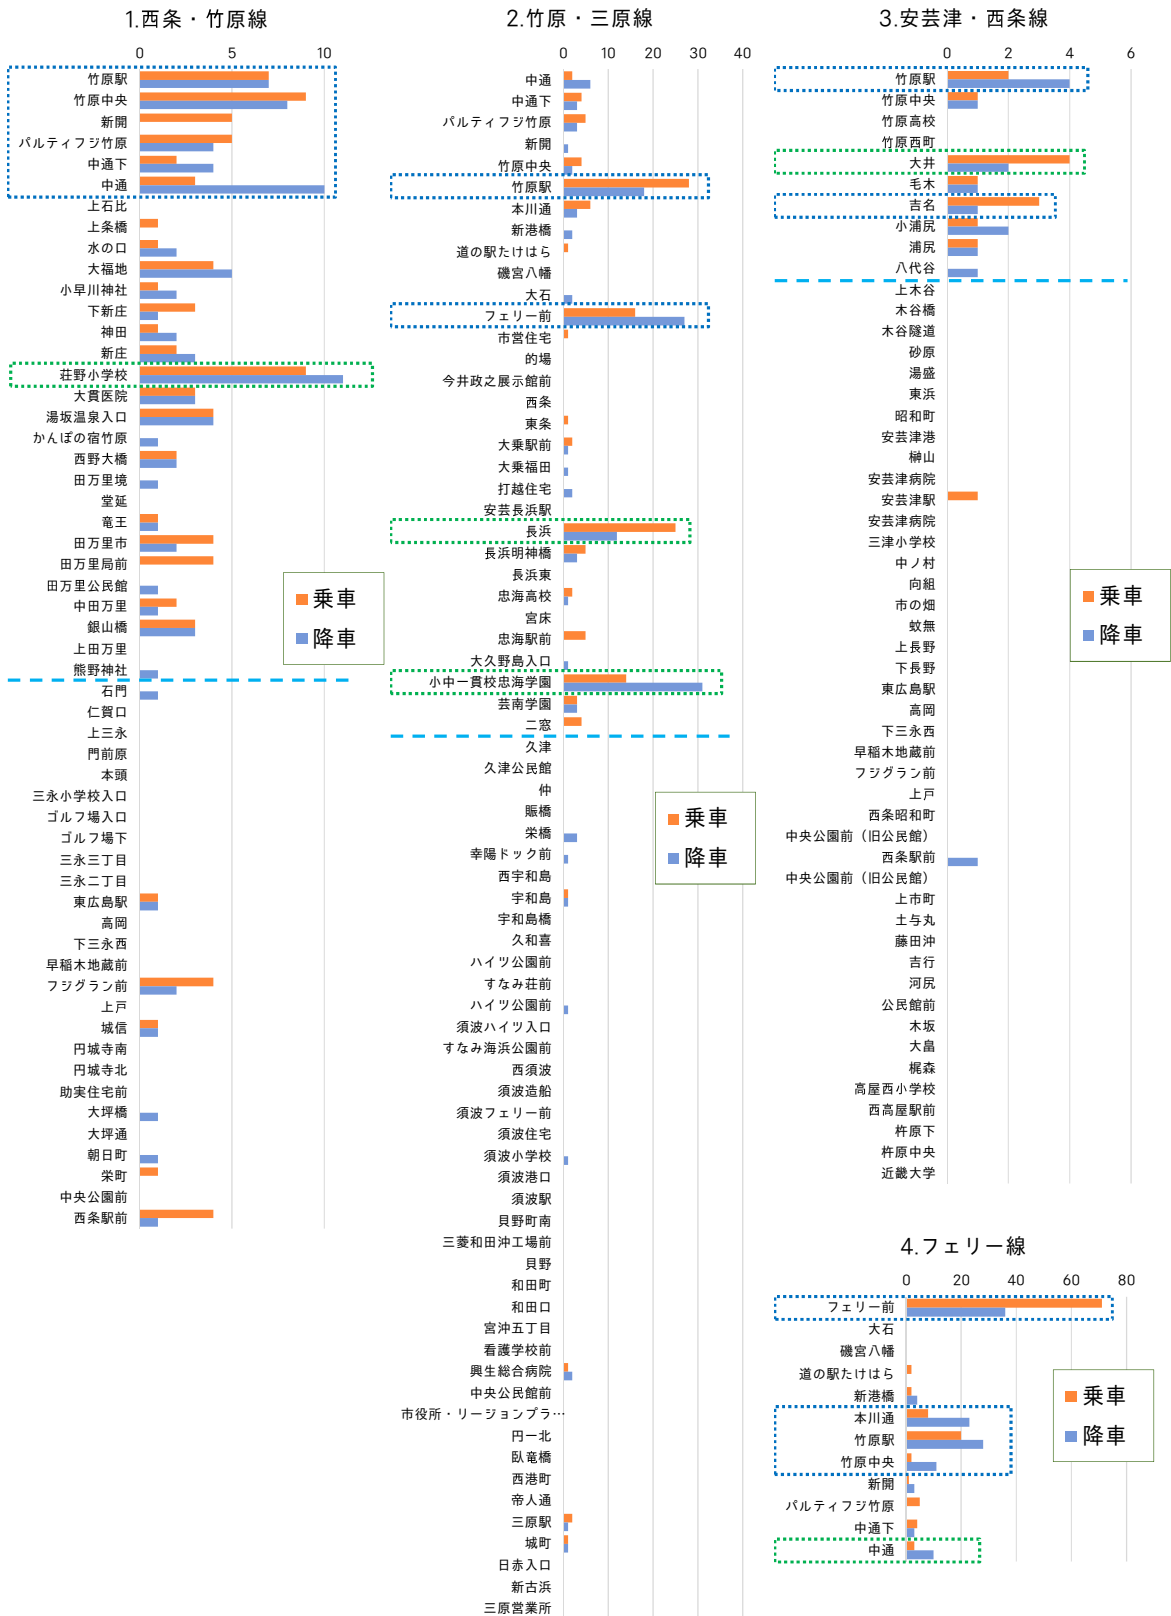 1.西条・竹原線
0 5 10
竹原駅
竹原中央
新開
パルティフジ竹原
中通下
中通
上石比
上条橋
水の口
大福地
小早川神社
下新庄
神田
新庄
荘野小学校
大貫医院
湯坂温泉入口
かんぽの宿竹原
西野大橋
田万里境
堂延
竜王
田万里市
田万里局前
田万里公民館
中田万里
銀山橋
上田万里
熊野神社
石門
仁賀口
上三永
門前原
本頭
三永小学校入口
ゴルフ場入口
ゴルフ場下
三永三丁目
三永二丁目
東広島駅
高岡
下三永西
早稲木地蔵前
フジグラン前
上戸
城信
円城寺南
円城寺北
助実住宅前
大坪橋
大坪通
朝日町
栄町
中央公園前
西条駅前
乗車
降車
2.竹原・三原線
0 10 20 30 40
中通
中通下
パルティフジ竹原
新開
竹原中央
竹原駅
本川通
新港橋
道の駅たけはら
磯宮八幡
大石
フェリー前
市営住宅
的場
今井政之展示館前
西条
東条
大乗駅前
大乗福田
打越住宅
安芸長浜駅
長浜
長浜明神橋
長浜東
忠海高校
宮床
忠海駅前
大久野島入口
小中一貫校忠海学園
芸南学園
二窓
久津
久津公民館
仲
賑橋
栄橋
幸陽ドック前
西宇和島
宇和島
宇和島橋
久和喜
ハイツ公園前
すなみ荘前
ハイツ公園前
須波ハイツ入口
すなみ海浜公園前
西須波
須波造船
須波フェリー前
須波住宅
須波小学校
須波港口
須波駅
貝野町南
三菱和田沖工場前
貝野
和田町
和田口
宮沖五丁目
看護学校前
興生総合病院
中央公民館前
市役所・リージョンプラ…
円一北
臥竜橋
西港町
帝人通
三原駅
城町
日赤入口
新古浜
三原営業所
乗車
降車
3.安芸津・西条線
0 2 4 6
竹原駅
竹原中央
竹原高校
竹原西町
大井
毛木
吉名
小浦尻
浦尻
八代谷
上木谷
木谷橋
木谷隧道
砂原
湯盛
東浜
昭和町
安芸津港
榊山
安芸津病院
安芸津駅
安芸津病院
三津小学校
中ノ村
向組
市の畑
蚊無
上長野
下長野
東広島駅
高岡
下三永西
早稲木地蔵前
フジグラン前
上戸
西条昭和町
中央公園前（旧公民館）
西条駅前
中央公園前（旧公民館）
上市町
土与丸
藤田沖
吉行
河尻
公民館前
木坂
大畠
梶森
高屋西小学校
西高屋駅前
杵原下
杵原中央
近畿大学
乗車
降車
4.フェリー線
0 20 40 60 80
フェリー前
大石
磯宮八幡
道の駅たけはら
新港橋
本川通
竹原駅
竹原中央
新開
パルティフジ竹原
中通下
中通
乗車
降車